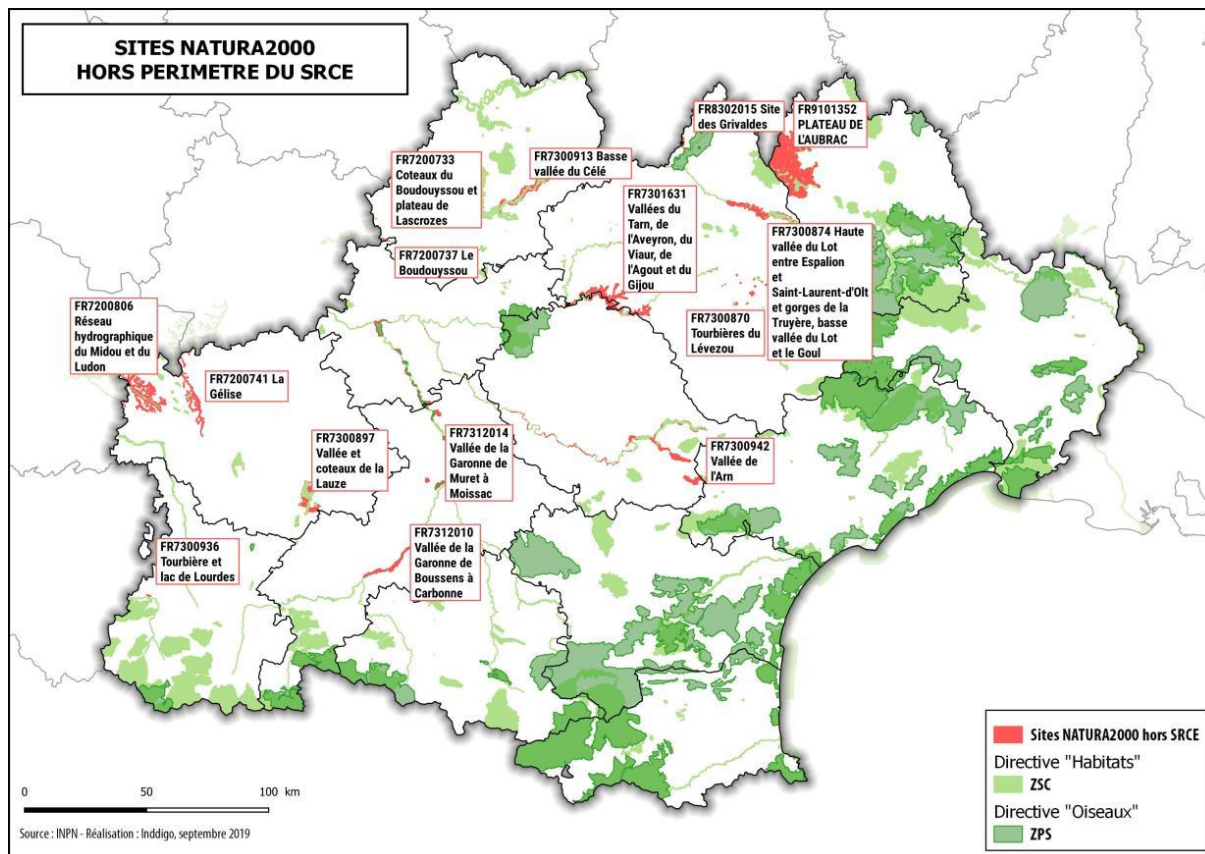 SITES NATURA2000
HORS PERIMETRE DU SRCE
FR8302015 Site
des Grivaldes
FR9101352
PLATEAU DE
L'AUBRAC
FR7200733
Coteaux du
Boudouyssou et
plateau de
Lascrozes
FR7300913 Basse
vallée du Célé
FR7301631
Vallées du
Tarn, de
l'Aveyron, du
Viaur, de
l'Agout et du
Gijou
FR7300874 Haute
vallée du Lot
entre Espalion
et
Saint-Laurent-d'Olt
et gorges de la
Truyère, basse
vallée du Lot
et le Goul
FR7200737 Le
Boudouyssou
FR7300870
Tourbières du
Lévezou
FR7200806
Réseau
hydrographique
du Midou et du
Ludon
FR7200741 La
Gélise
FR7300897
Vallée et
coteaux de la
Lauze
FR7312014
Vallée de la
Garonne de
Muret à
Moissac
FR7300942
Vallée de
l'Arn
FR7312010
Vallée de la
Garonne de
Boussens à
Carbonne
FR7300936
Tourbière et
lac de Lourdes
Sites NATURA2000 hors SRCE
Directive "Habitats"
ZSC
Directive "Oiseaux"
ZPS
0 50 100 km
Source : INPN - Réalisation : Inddigo, septembre 2019